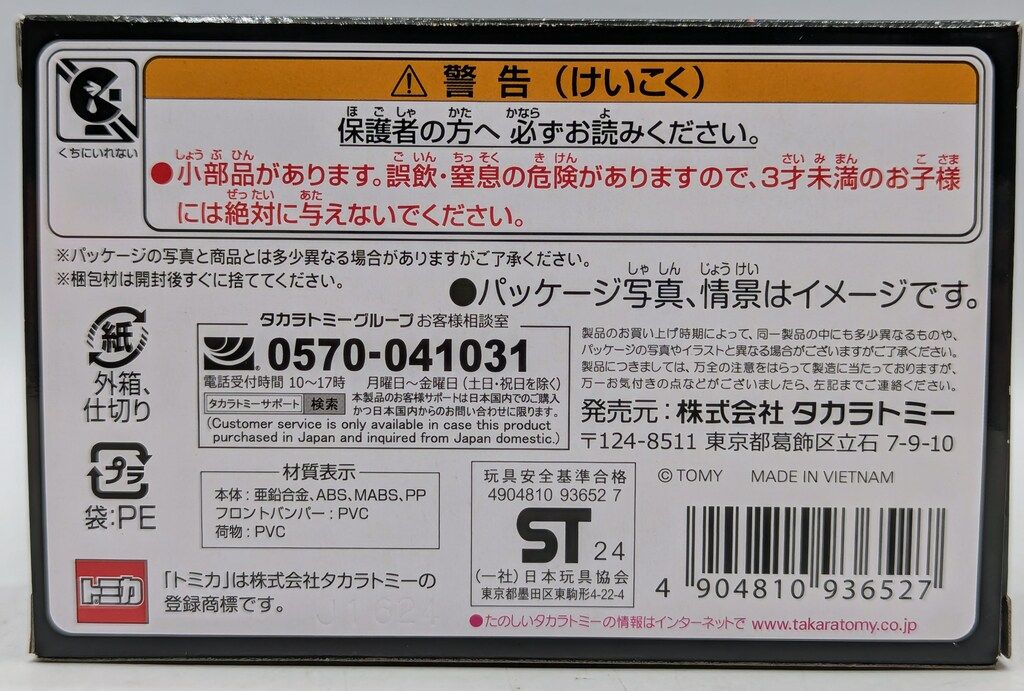 ⚠ 警告 (けいこく)
くちにいれない
保護者の方へ 必ずお読みください。
●小部品があります。誤飲・窒息の危険がありますので、3才未満のお子様
には絶対に与えないでください。
※パッケージの写真と商品とは多少異なる場合がありますがご了承ください。
※梱包材は開封後すぐに捨ててください。
●パッケージ写真、情景はイメージです。
紙
外箱、
仕切り
プラ
袋:PE
タカラトミーグループ お客様相談室
0570-041031
電話受付時間 10~17時 月曜日~金曜日 (土日・祝日を除く)
タカラトミーサポート 検索 本製品のお客様サポートは日本国内でのご購入
かつ日本国内からのお問い合わせに限ります。
(Customer service is only available in case this product
purchased in Japan and inquired from Japan domestic.)
製品のお買い上げ時期によって、同一製品の中にも多少異なるものや、
パッケージの写真やイラストと異なる場合がございますがご了承ください。
製品につきましては、万全の注意をはらって製造に当たっておりますが、
万一お気付きの点などがございましたら、左記までご連絡ください。
発売元:株式会社 タカラトミー
〒124-8511 東京都葛飾区立石 7-9-10
材質表示
本体:亜鉛合金、ABS、MABS、PP
フロントバンパー:PVC
荷物:PVC
玩具安全基準合格
4904810 93652 7
ST 24
(一社)日本玩具協会
東京都墨田区東駒形4-22-4
© TOMY MADE IN VIETNAM
4 904810 936527
トミカ
「トミカ」は株式会社タカラトミーの
登録商標です。
●たのしいタカラトミーの情報はインターネットで www.takaratomy.co.jp